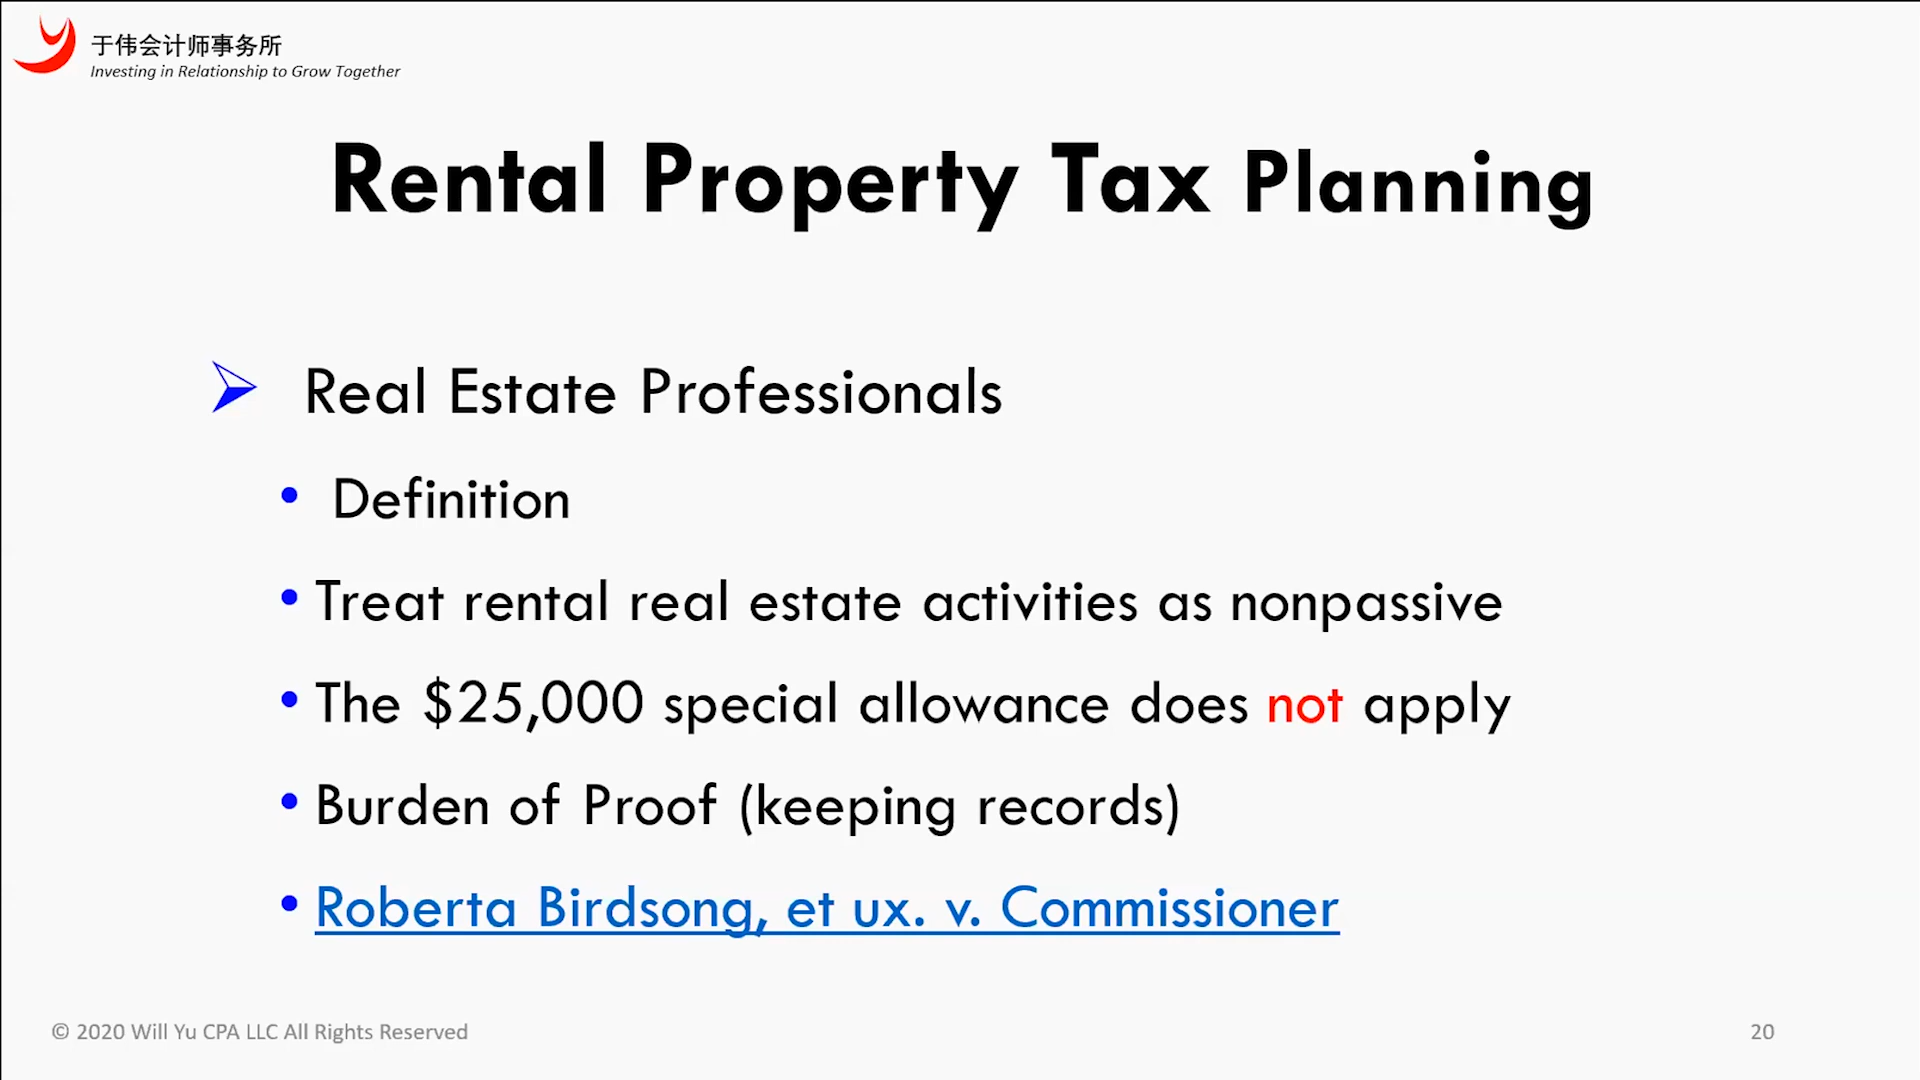 于伟会计师事务所
Investing in Relationship to Grow Together
Rental Property Tax Planning
Real Estate Professionals
• Definition
• Treat rental real estate activities as nonpassive
• The $25,000 special allowance does not apply
• Burden of Proof (keeping records)
• Roberta Birdsong, et ux. v. Commissioner
© 2020 Will Yu CPA LLC All Rights Reserved
20